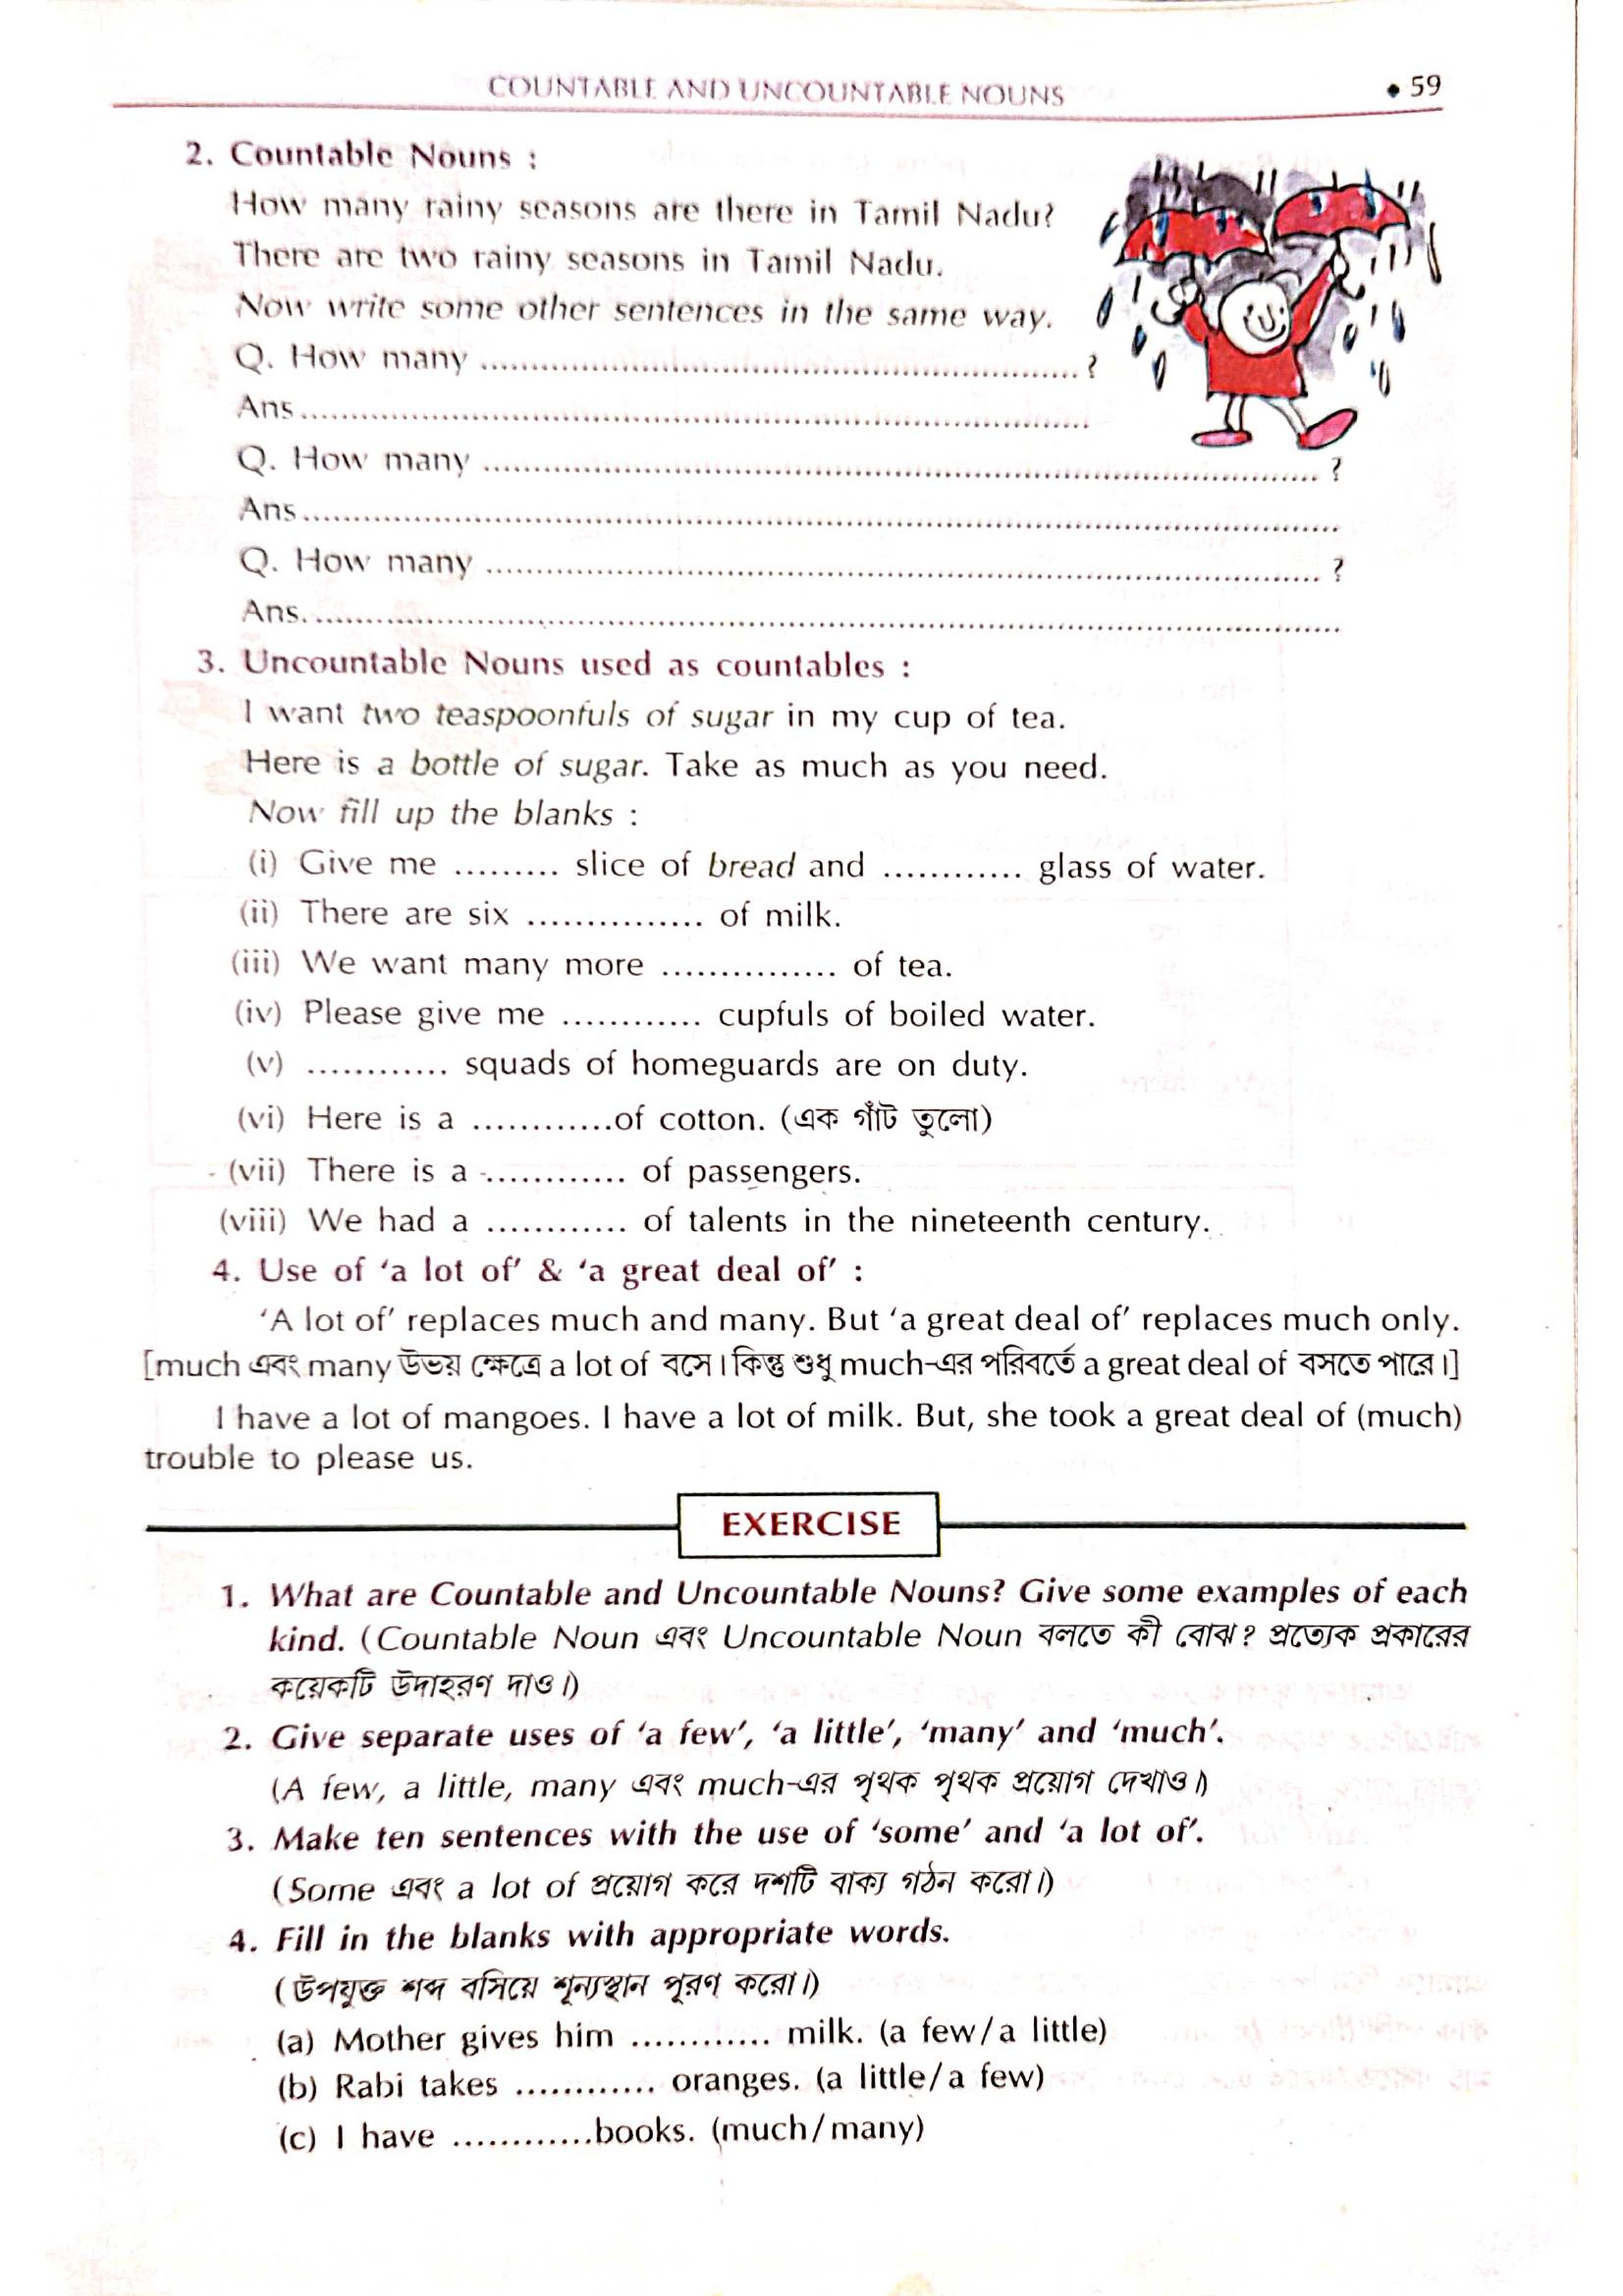 COUNTABLE AND UNCOUNTABLE NOUNS ♦ 59
2. Countable Nouns :
How many rainy seasons are there in Tamil Nadu?
There are two rainy seasons in Tamil Nadu.
Now write some other sentences in the same way.
Q. How many ............................................................?
Ans..............................................................................
Q. How many ....................................................................................?
Ans........................................................................................................
Q. How many ....................................................................................?
Ans........................................................................................................
3. Uncountable Nouns used as countables :
I want two teaspoonfuls of sugar in my cup of tea.
Here is a bottle of sugar. Take as much as you need.
Now fill up the blanks :
(i) Give me ......... slice of bread and ............ glass of water.
(ii) There are six ............... of milk.
(iii) We want many more ............... of tea.
(iv) Please give me ............ cupfuls of boiled water.
(v) ............ squads of homeguards are on duty.
(vi) Here is a ............of cotton. (এক গাঁট তুলো)
(vii) There is a ............ of passengers.
(viii) We had a ............ of talents in the nineteenth century.
4. Use of ‘a lot of’ & ‘a great deal of’ :
‘A lot of’ replaces much and many. But ‘a great deal of’ replaces much only.
[much এবং many উভয় ক্ষেত্রে a lot of বসে। কিন্তু শুধু much-এর পরিবর্তে a great deal of বসতে পারে।]
I have a lot of mangoes. I have a lot of milk. But, she took a great deal of (much)
trouble to please us.
EXERCISE
1. What are Countable and Uncountable Nouns? Give some examples of each
kind. (Countable Noun এবং Uncountable Noun বলতে কী বোঝ? প্রত্যেক প্রকারের
কয়েকটি উদাহরণ দাও।)
2. Give separate uses of ‘a few’, ‘a little’, ‘many’ and ‘much’.
(A few, a little, many এবং much-এর পৃথক পৃথক প্রয়োগ দেখাও।)
3. Make ten sentences with the use of ‘some’ and ‘a lot of’.
(Some এবং a lot of প্রয়োগ করে দশটি বাক্য গঠন করো।)
4. Fill in the blanks with appropriate words.
(উপযুক্ত শব্দ বসিয়ে শূন্যস্থান পূরণ করো।)
(a) Mother gives him ............ milk. (a few/a little)
(b) Rabi takes ............ oranges. (a little/a few)
(c) I have ............books. (much/many)